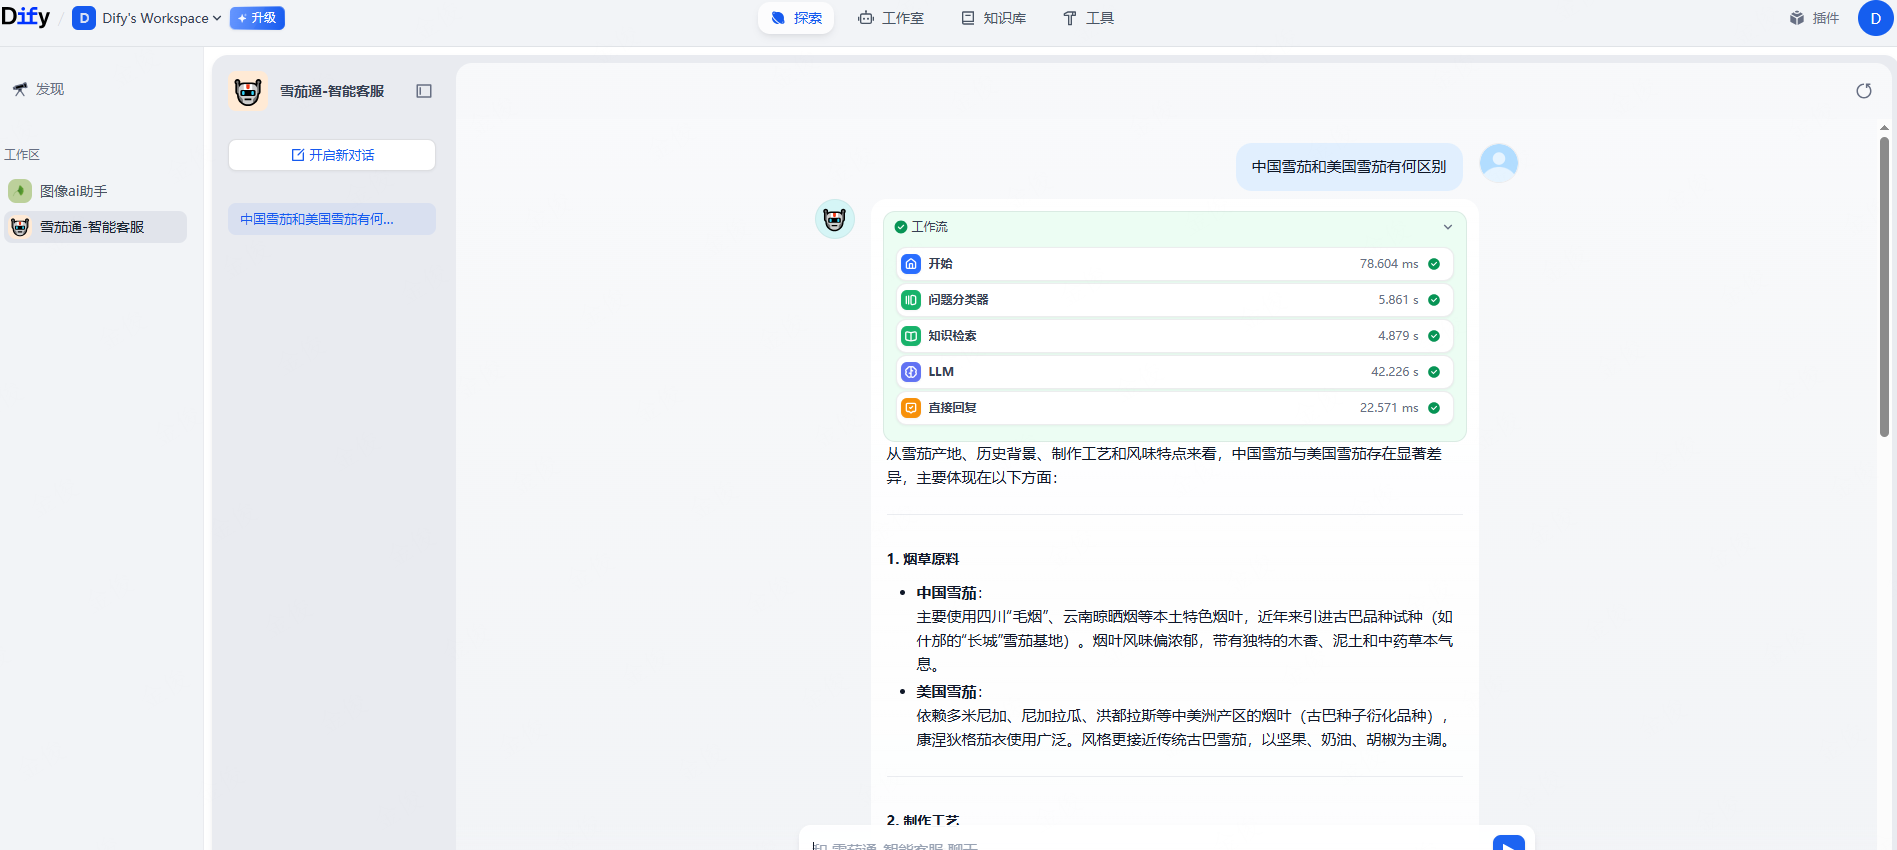 Dify / D Dify's Workspace 升级 探索 工作室 知识库 工具 插件 D
发现
工作区
图像ai助手
雪茄通-智能客服
雪茄通-智能客服
开启新对话
中国雪茄和美国雪茄有何...
中国雪茄和美国雪茄有何区别
工作流
开始 78.604 ms
问题分类器 5.861 s
知识检索 4.879 s
LLM 42.226 s
直接回复 22.571 ms
从雪茄产地、历史背景、制作工艺和风味特点来看，中国雪茄与美国雪茄存在显著差
异，主要体现在以下方面：
1. 烟草原料
• 中国雪茄：
主要使用四川“毛烟”、云南晾晒烟等本土特色烟叶，近年来引进古巴品种试种（如
什邡的“长城”雪茄基地）。烟叶风味偏浓郁，带有独特的木香、泥土和中药草本气
息。
• 美国雪茄：
依赖多米尼加、尼加拉瓜、洪都拉斯等中美洲产区的烟叶（古巴种子衍化品种），
康涅狄格茄衣使用广泛。风格更接近传统古巴雪茄，以坚果、奶油、胡椒为主调。
2. 制作工艺
和 雪茄通-智能客服 聊天